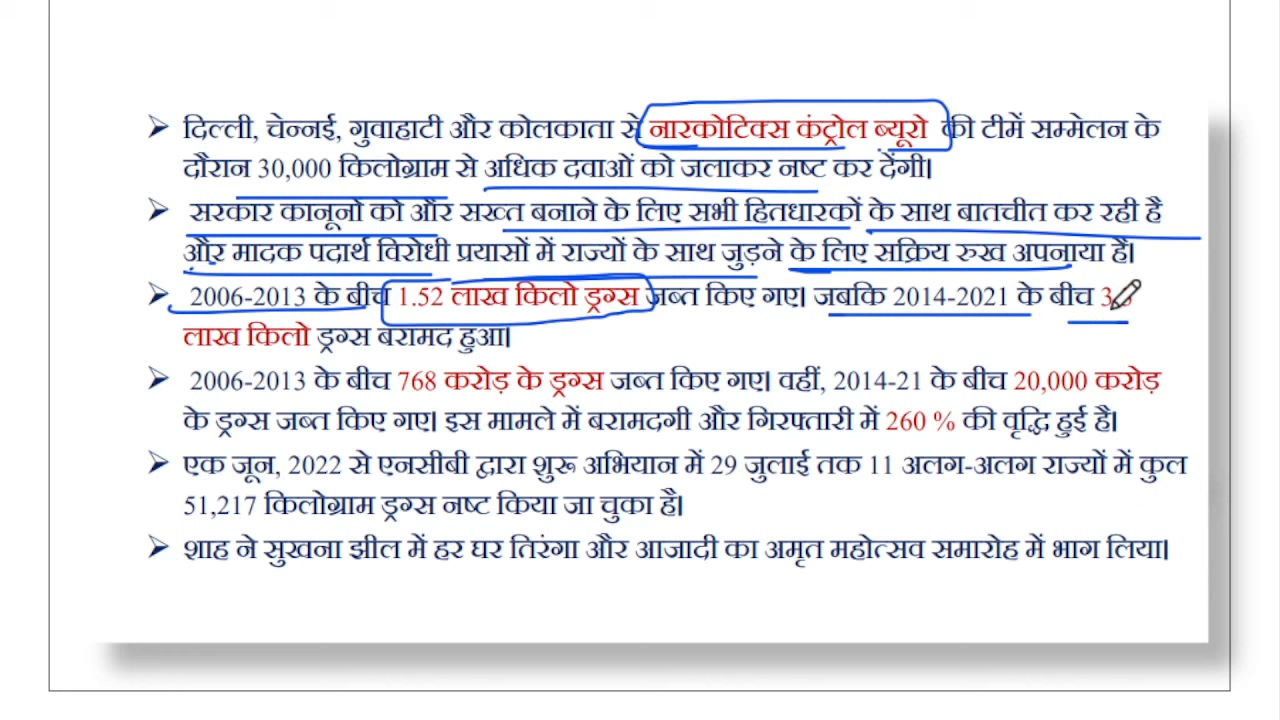 ➢ दिल्ली, चेन्नई, गुवाहाटी और कोलकाता से नारकोटिक्स कंट्रोल ब्यूरो की टीमें सम्मेलन के
दौरान 30,000 किलोग्राम से अधिक दवाओं को जलाकर नष्ट कर देंगी।
➢ सरकार कानूनो को और सख्त बनाने के लिए सभी हितधारकों के साथ बातचीत कर रही है
और मादक पदार्थ विरोधी प्रयासों में राज्यों के साथ जुड़ने के लिए सक्रिय रुख अपनाया है।
➢ 2006-2013 के बीच 1.52 लाख किलो ड्रग्स जब्त किए गए। जबकि 2014-2021 के बीच
लाख किलो ड्रग्स बरामद हुआ।
➢ 2006-2013 के बीच 768 करोड़ के ड्रग्स जब्त किए गए। वहीं, 2014-21 के बीच 20,000 करोड़
के ड्रग्स जब्त किए गए। इस मामले में बरामदगी और गिरफ्तारी में 260 % की वृद्धि हुई है।
➢ एक जून, 2022 से एनसीबी द्वारा शुरू अभियान में 29 जुलाई तक 11 अलग-अलग राज्यों में कुल
51,217 किलोग्राम ड्रग्स नष्ट किया जा चुका है।
➢ शाह ने सुखना झील में हर घर तिरंगा और आजादी का अमृत महोत्सव समारोह में भाग लिया।